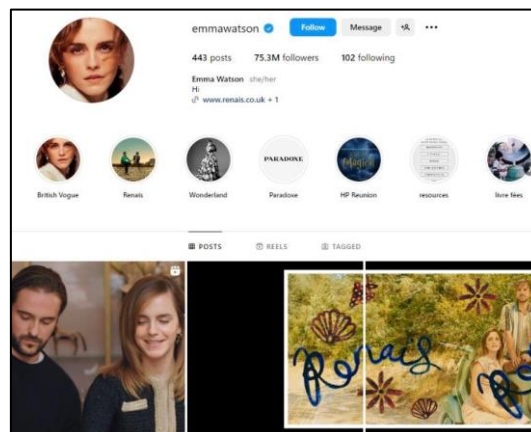 emmawatson
Follow
Message
443 posts
75.3M followers
102 following
Emma Watson she/her
Hi
www.renais.co.uk + 1
PARADOXE
British Vogue
Renais
Wonderland
Paradoxe
HP Reunion
resources
livre fées
POSTS
REELS
TAGGED
Renais